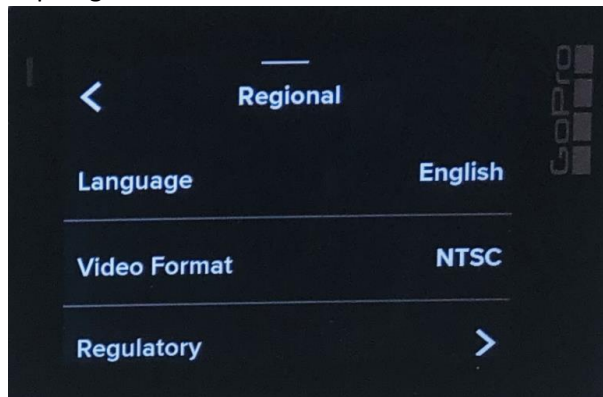 Regional
Language English
Video Format NTSC
Regulatory
GoPro